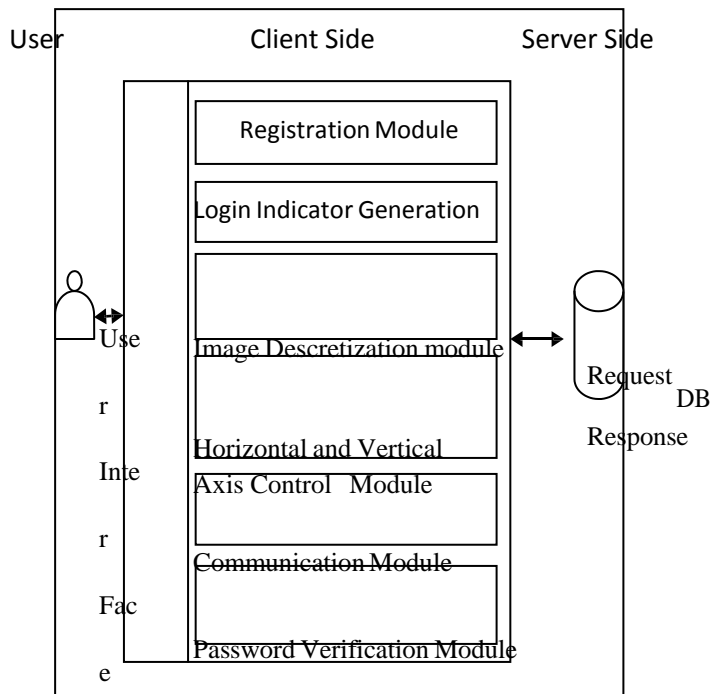 User
Client Side
Server Side
Registration Module
Login Indicator Generation
Image Descretization module
Horizontal and Vertical
Axis Control Module
Communication Module
Password Verification Module
Use
r
Inte
r
Fac
e
Request
DB
Response